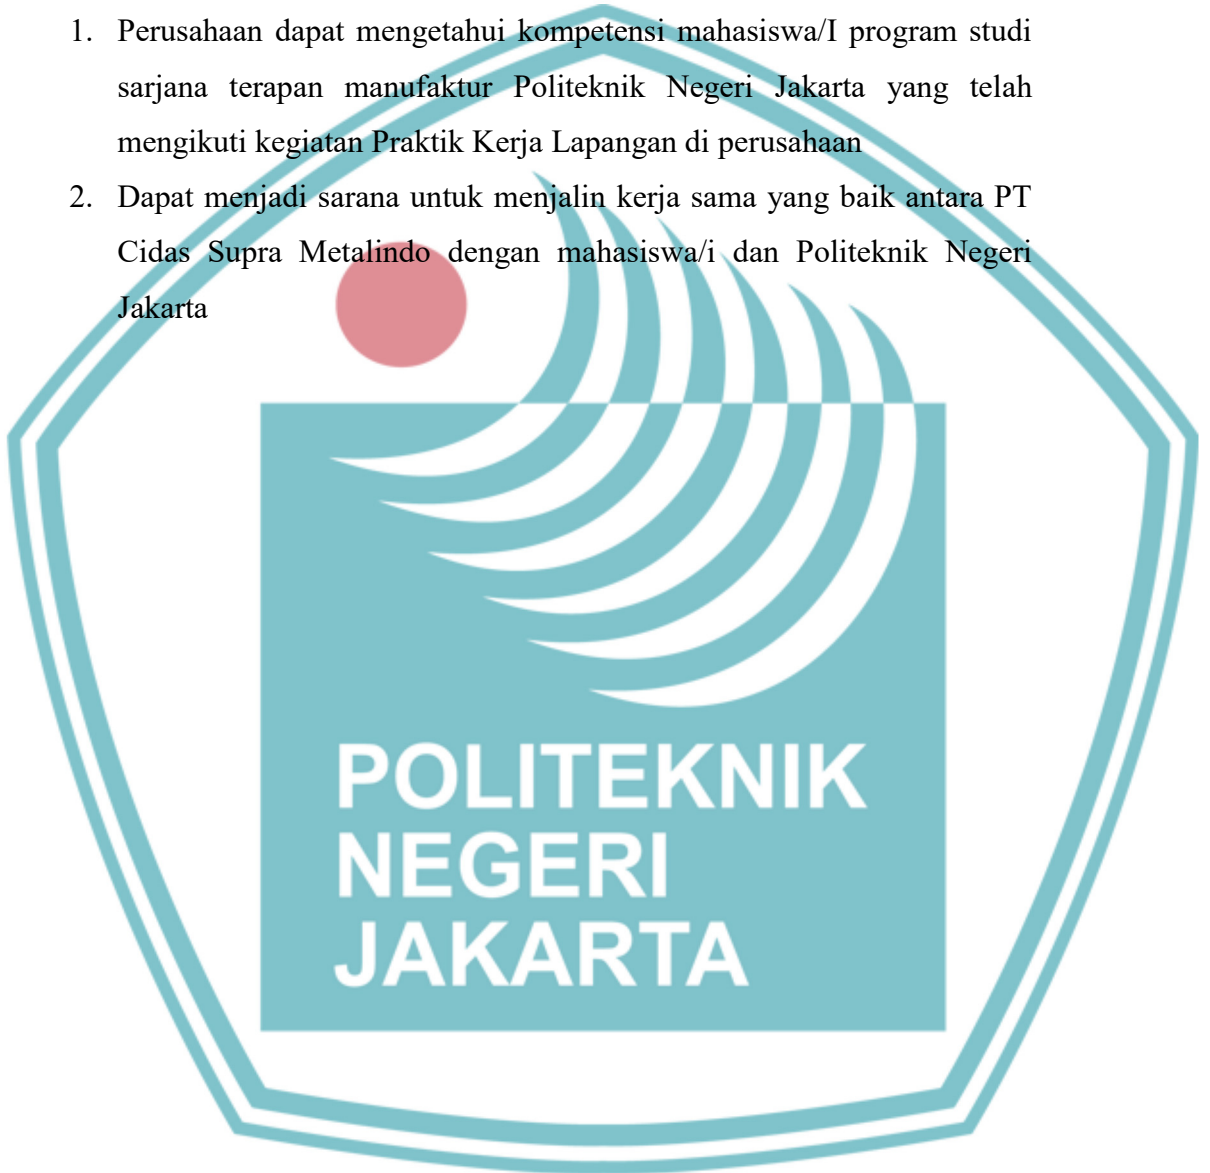 1. Perusahaan dapat mengetahui kompetensi mahasiswa/I program studi
sarjana terapan manufaktur Politeknik Negeri Jakarta yang telah
mengikuti kegiatan Praktik Kerja Lapangan di perusahaan
2. Dapat menjadi sarana untuk menjalin kerja sama yang baik antara PT
Cidas Supra Metalindo dengan mahasiswa/i dan Politeknik Negeri
Jakarta
POLITEKNIK
NEGERI
JAKARTA